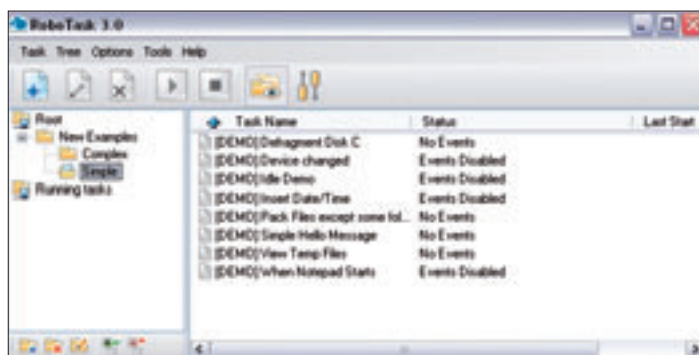 RoboTask 3.0
Task Tree Options Tools Help
Root
New Examples
Complex
Simple
Running tasks
Task Name Status Last Start
[DEMO] Defragment Disk C No Events
[DEMO] Device changed Events Disabled
[DEMO] Idle Demo Events Disabled
[DEMO] Insert Date/Time Events Disabled
[DEMO] Pack Files except some fol... No Events
[DEMO] Simple Hello Message No Events
[DEMO] View Temp Files No Events
[DEMO] When Notepad Starts Events Disabled